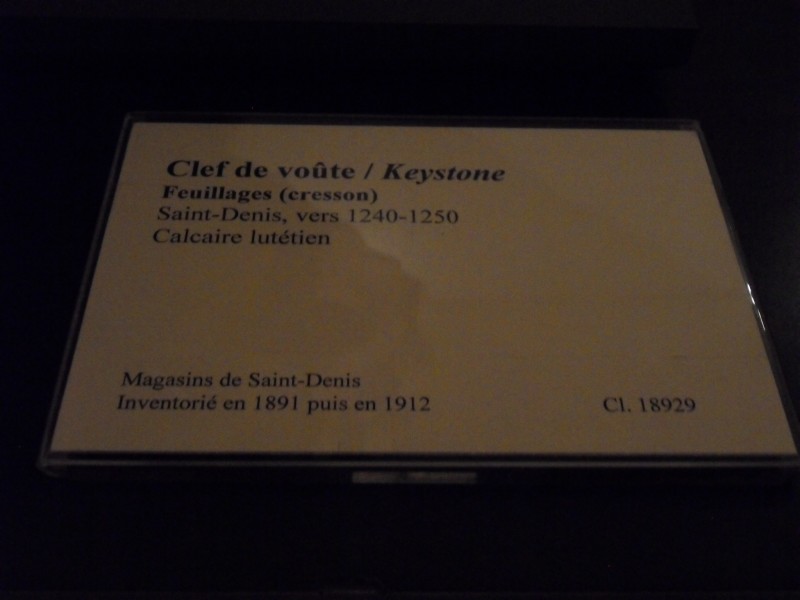 Clef de voûte / Keystone
Feuillages (cresson)
Saint-Denis, vers 1240-1250
Calcaire lutétien
Magasins de Saint-Denis
Inventorié en 1891 puis en 1912
Cl. 18929